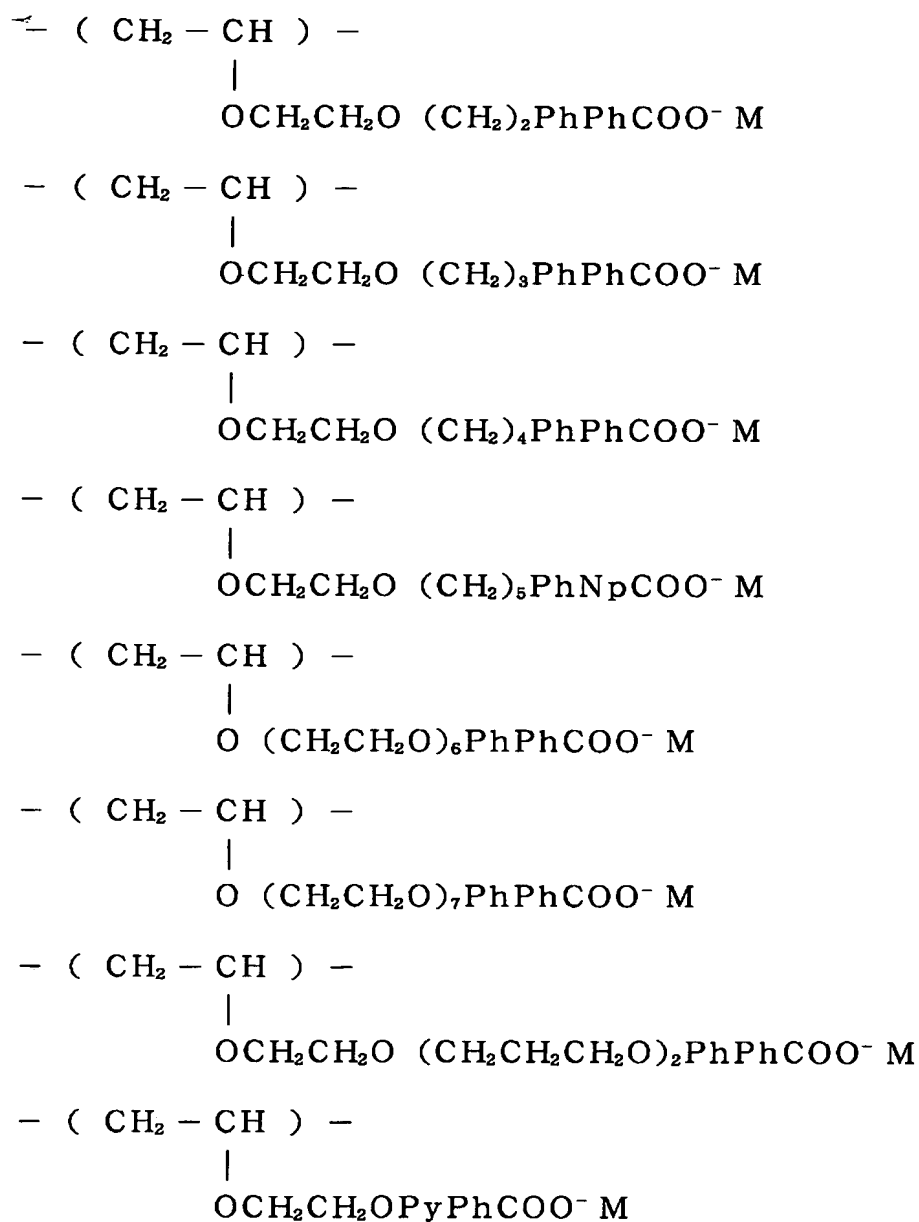 — ( CH₂ — CH ) —
|
OCH₂CH₂O (CH₂)₂PhPhCOO⁻ M
— ( CH₂ — CH ) —
|
OCH₂CH₂O (CH₂)₃PhPhCOO⁻ M
— ( CH₂ — CH ) —
|
OCH₂CH₂O (CH₂)₄PhPhCOO⁻ M
— ( CH₂ — CH ) —
|
OCH₂CH₂O (CH₂)₅PhNpCOO⁻ M
— ( CH₂ — CH ) —
|
O (CH₂CH₂O)₆PhPhCOO⁻ M
— ( CH₂ — CH ) —
|
O (CH₂CH₂O)₇PhPhCOO⁻ M
— ( CH₂ — CH ) —
|
OCH₂CH₂O (CH₂CH₂CH₂O)₂PhPhCOO⁻ M
— ( CH₂ — CH ) —
|
OCH₂CH₂OPyPhCOO⁻ M